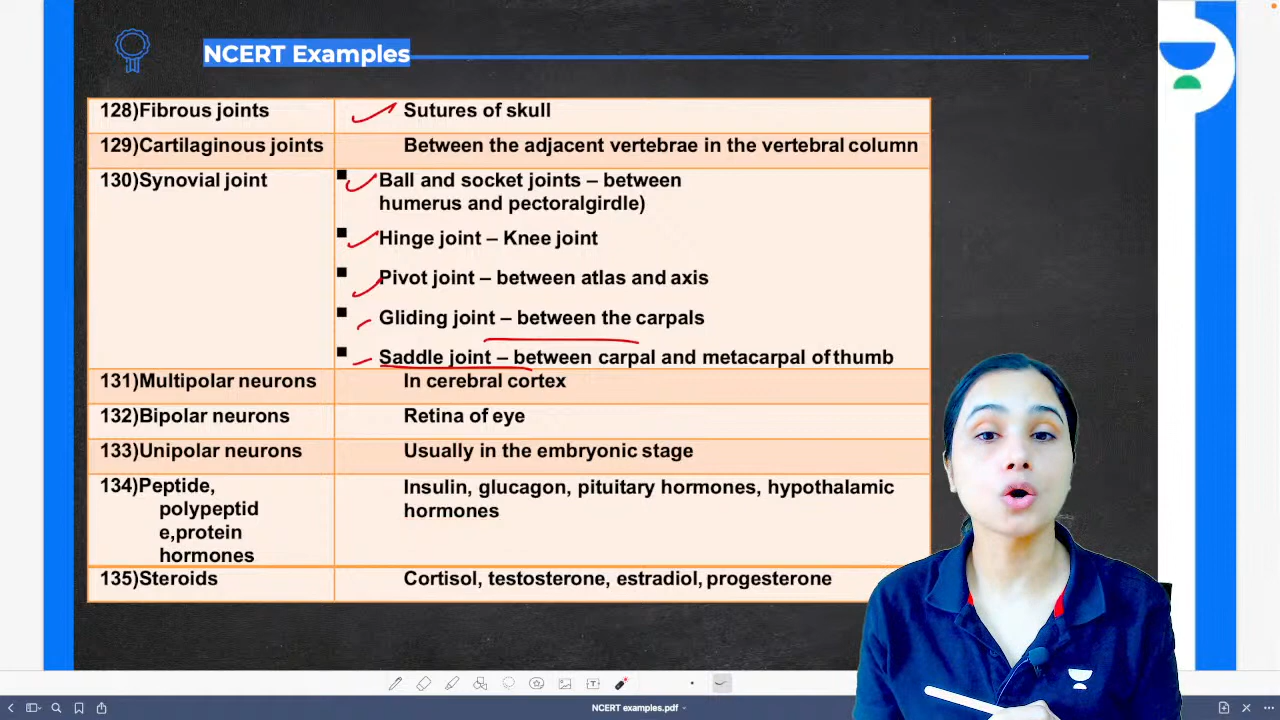 NCERT Examples
128)Fibrous joints
Sutures of skull
129)Cartilaginous joints
Between the adjacent vertebrae in the vertebral column
130)Synovial joint
■ Ball and socket joints – between
humerus and pectoralgirdle)
■ Hinge joint – Knee joint
■ Pivot joint – between atlas and axis
■ Gliding joint – between the carpals
■ Saddle joint – between carpal and metacarpal of thumb
131)Multipolar neurons
In cerebral cortex
132)Bipolar neurons
Retina of eye
133)Unipolar neurons
Usually in the embryonic stage
134)Peptide,
polypeptid
e,protein
hormones
Insulin, glucagon, pituitary hormones, hypothalamic
hormones
135)Steroids
Cortisol, testosterone, estradiol, progesterone
NCERT examples.pdf